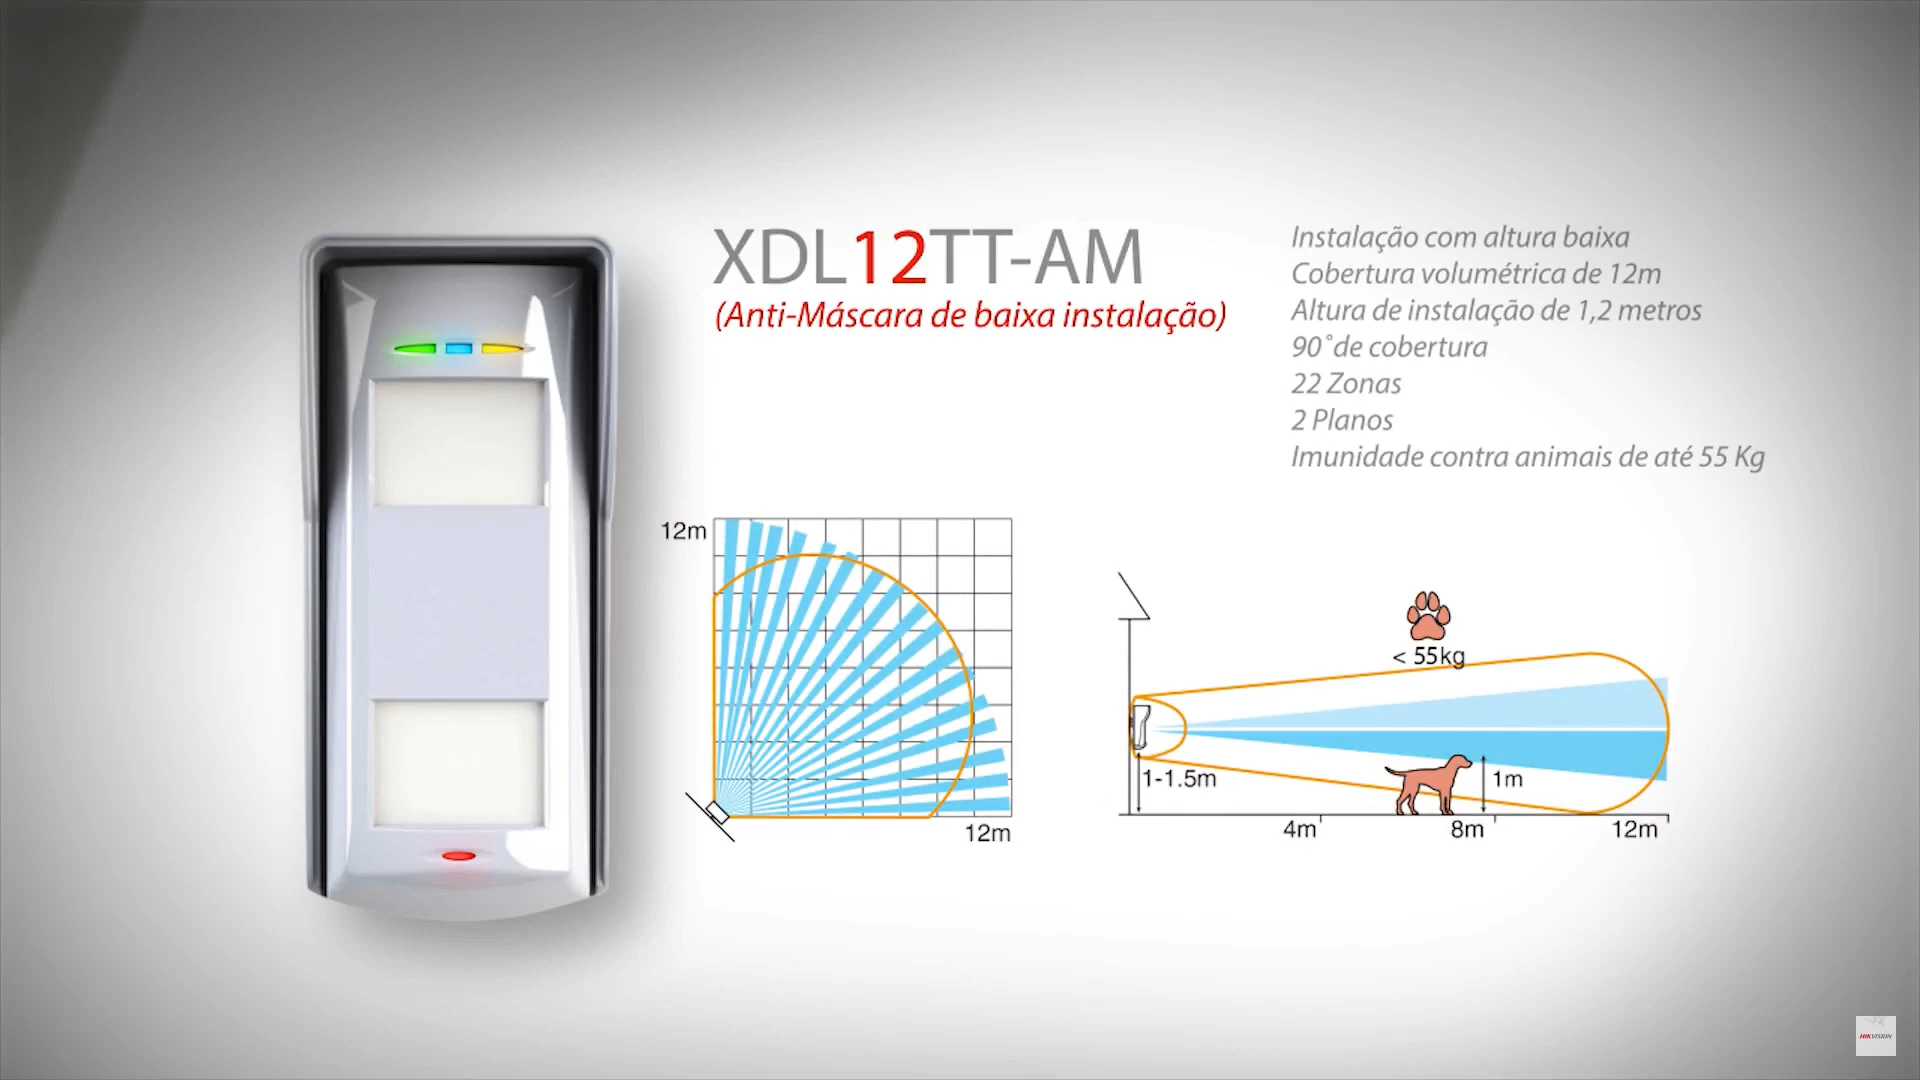 XDL12TT-AM
(Anti-Máscara de baixa instalação)
Instalação com altura baixa
Cobertura volumétrica de 12m
Altura de instalação de 1,2 metros
90˚de cobertura
22 Zonas
2 Planos
Imunidade contra animais de até 55 Kg
12m
12m
< 55kg
1-1.5m
1m
4m
8m
12m
HIKVISION